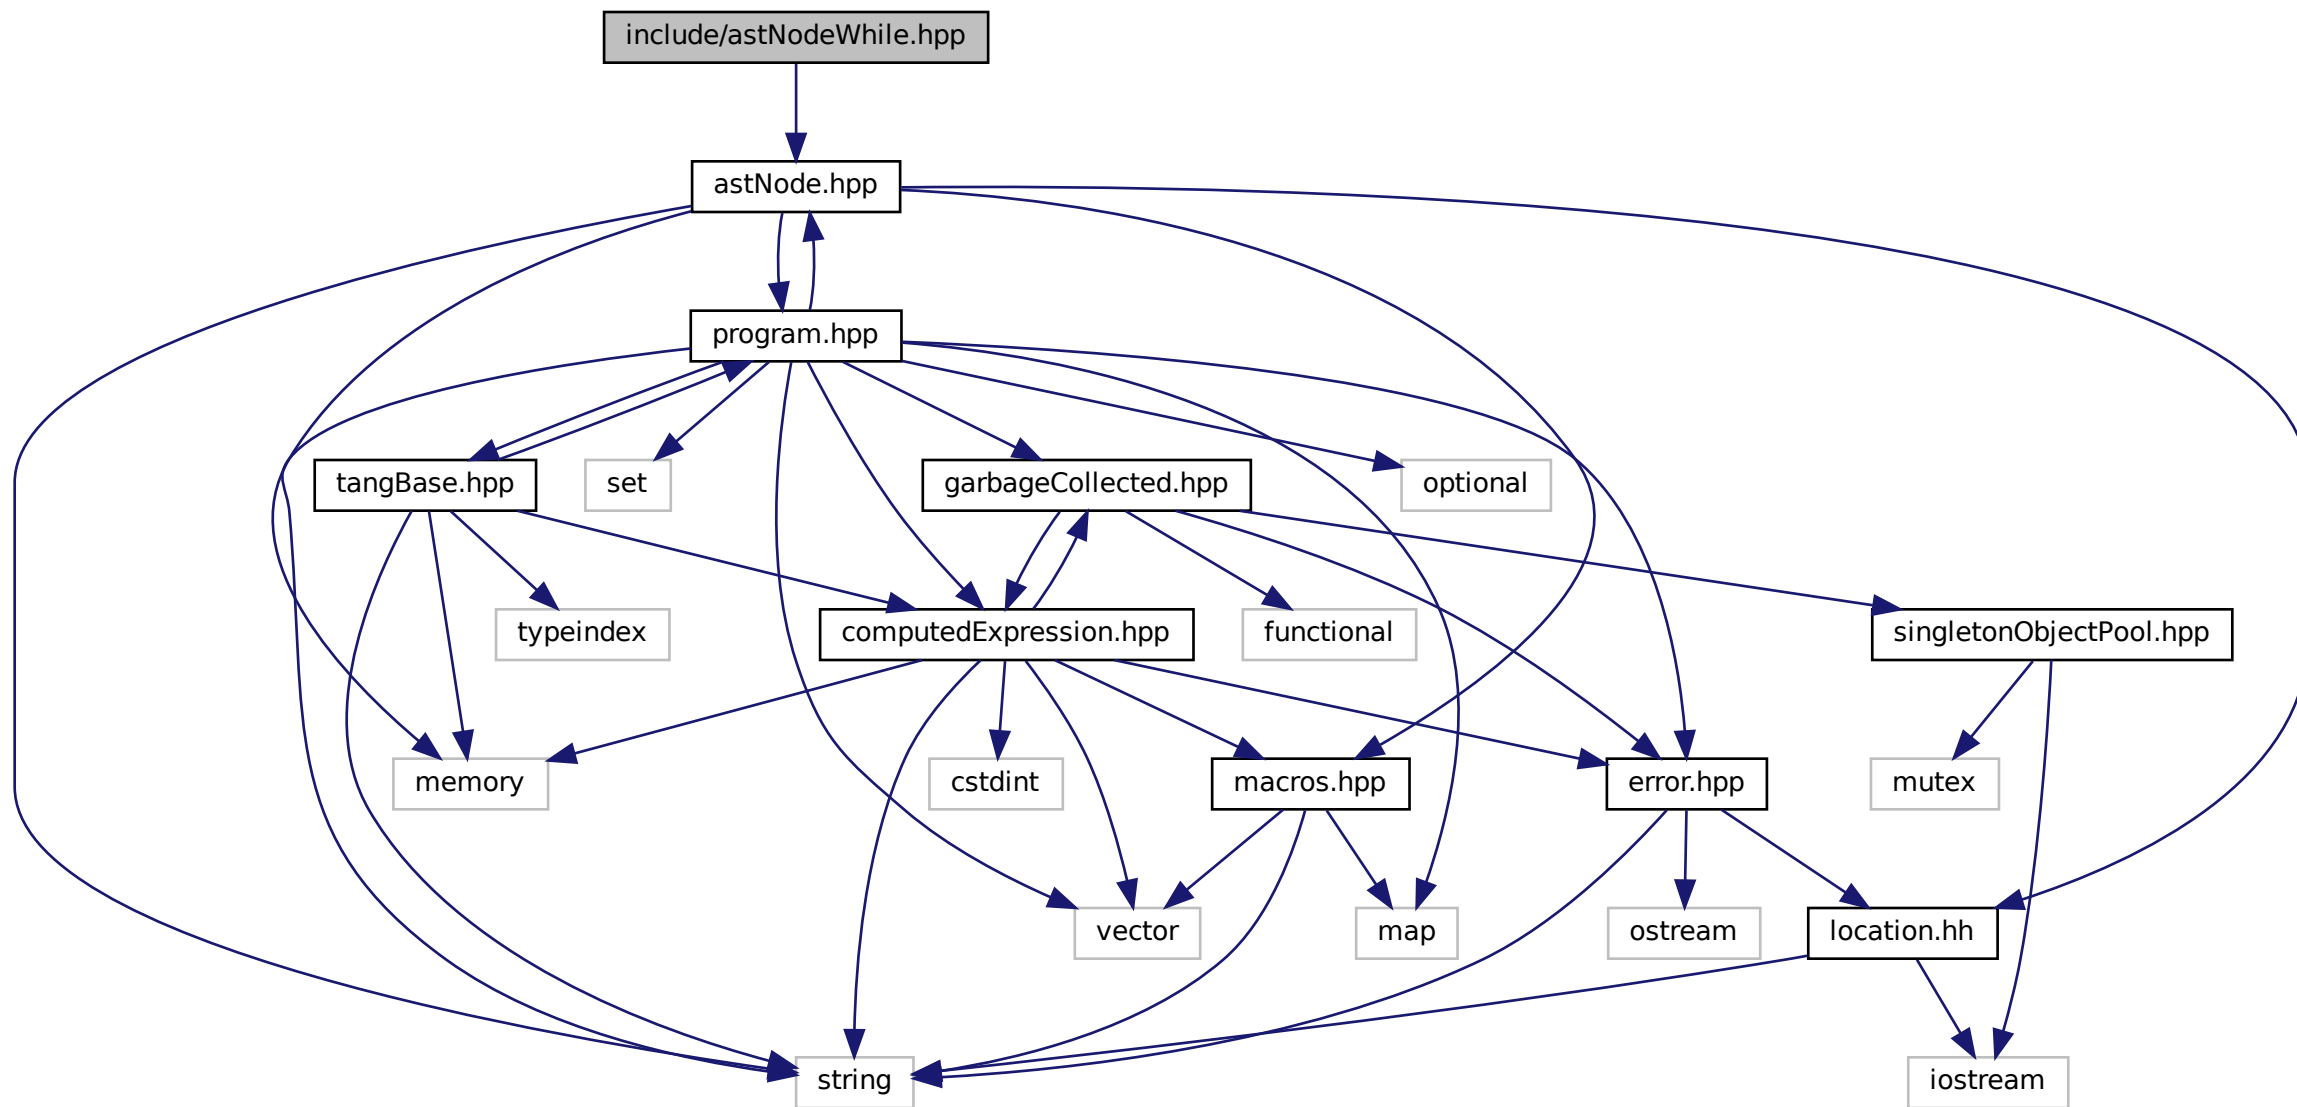 include/astNodeWhile.hpp
astNode.hpp
program.hpp
tangBase.hpp
set
garbageCollected.hpp
optional
typeindex
computedExpression.hpp
functional
singletonObjectPool.hpp
memory
cstdint
macros.hpp
error.hpp
mutex
vector
map
ostream
location.hh
string
iostream